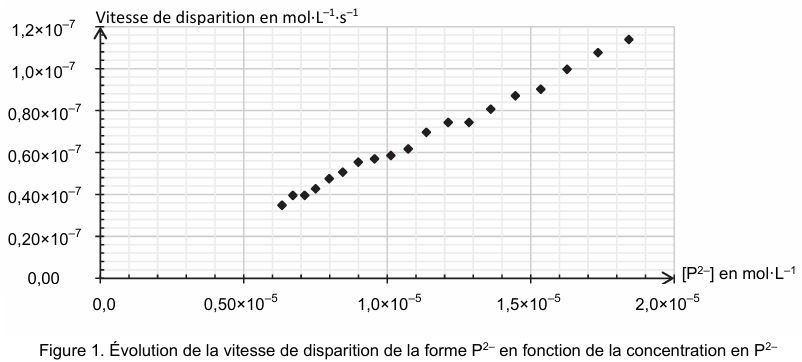 Vitesse de disparition en mol·L⁻¹·s⁻¹
1,2×10⁻⁷
1,0×10⁻⁷
0,80×10⁻⁷
0,60×10⁻⁷
0,40×10⁻⁷
0,20×10⁻⁷
0,00
[P²⁻] en mol·L⁻¹
0,0 0,50×10⁻⁵ 1,0×10⁻⁵ 1,5×10⁻⁵ 2,0×10⁻⁵
Figure 1. Évolution de la vitesse de disparition de la forme P²⁻ en fonction de la concentration en P²⁻